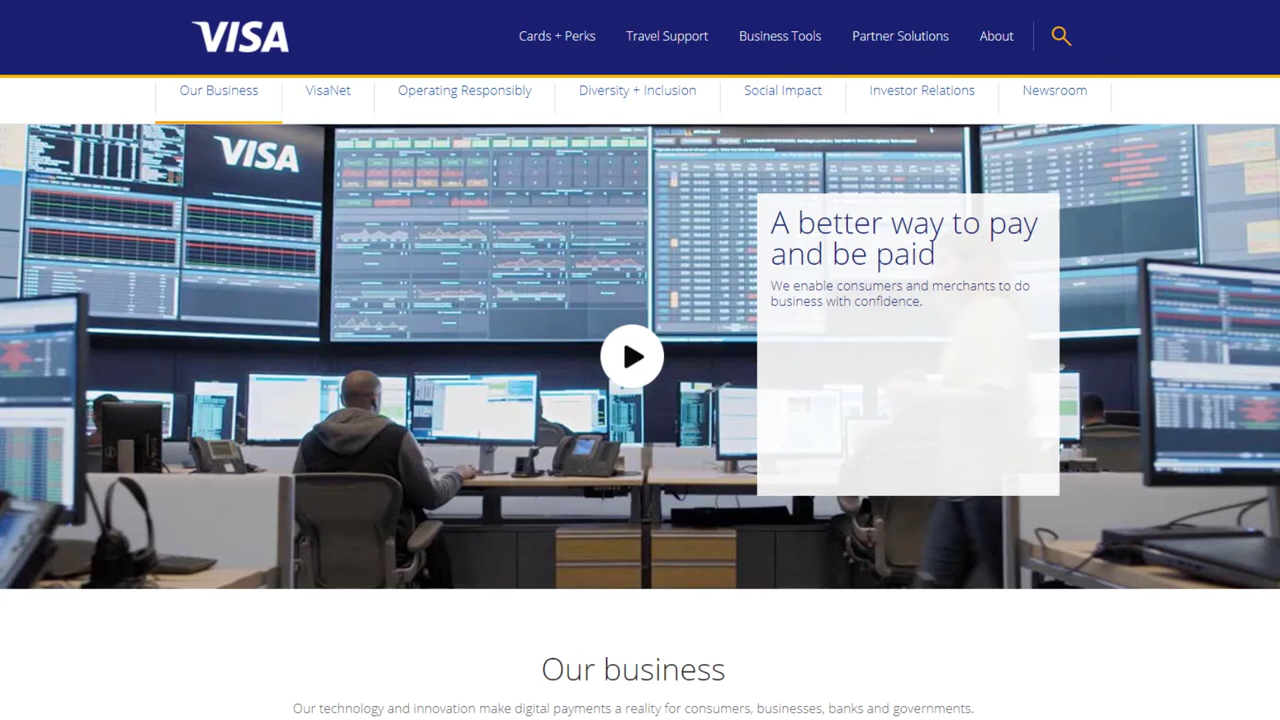 VISA
Cards + Perks
Travel Support
Business Tools
Partner Solutions
About
Our Business
VisaNet
Operating Responsibly
Diversity + Inclusion
Social Impact
Investor Relations
Newsroom
VISA
A better way to pay
and be paid
We enable consumers and merchants to do
business with confidence.
Our business
Our technology and innovation make digital payments a reality for consumers, businesses, banks and governments.